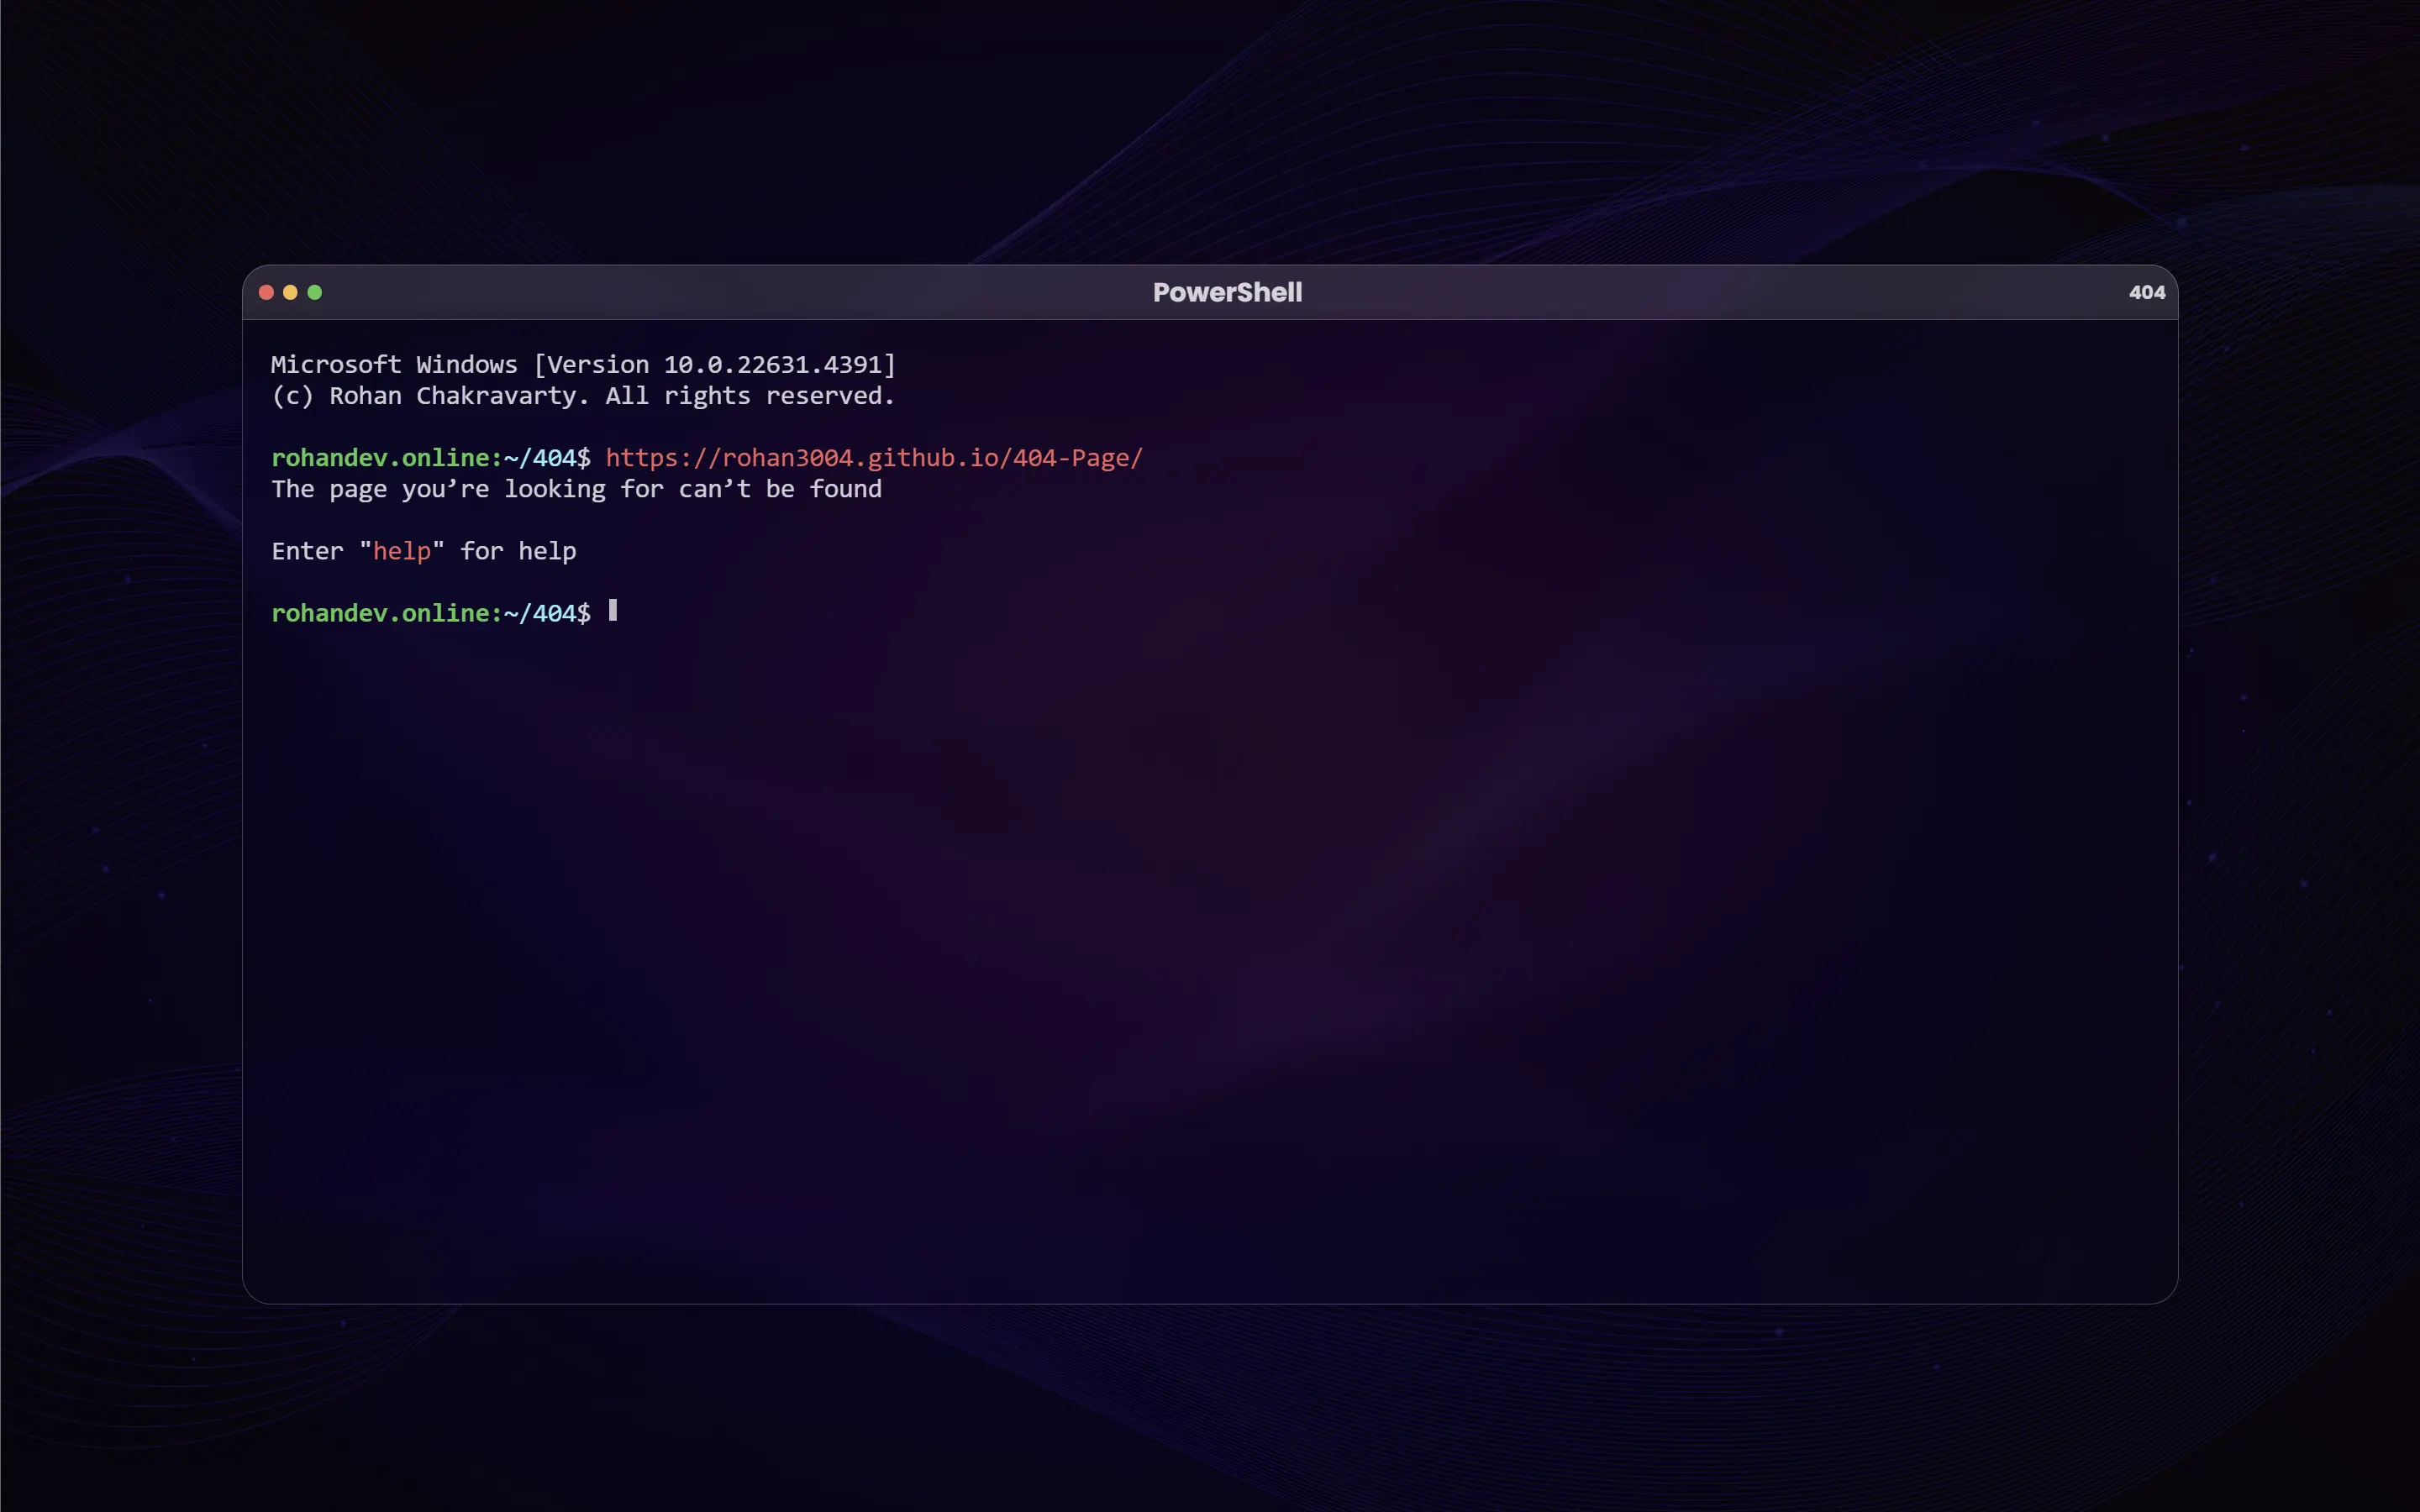 PowerShell
404
Microsoft Windows [Version 10.0.22631.4391]
(c) Rohan Chakravarty. All rights reserved.
rohandev.online:~/404$ https://rohan3004.github.io/404-Page/
The page you’re looking for can’t be found
Enter "help" for help
rohandev.online:~/404$